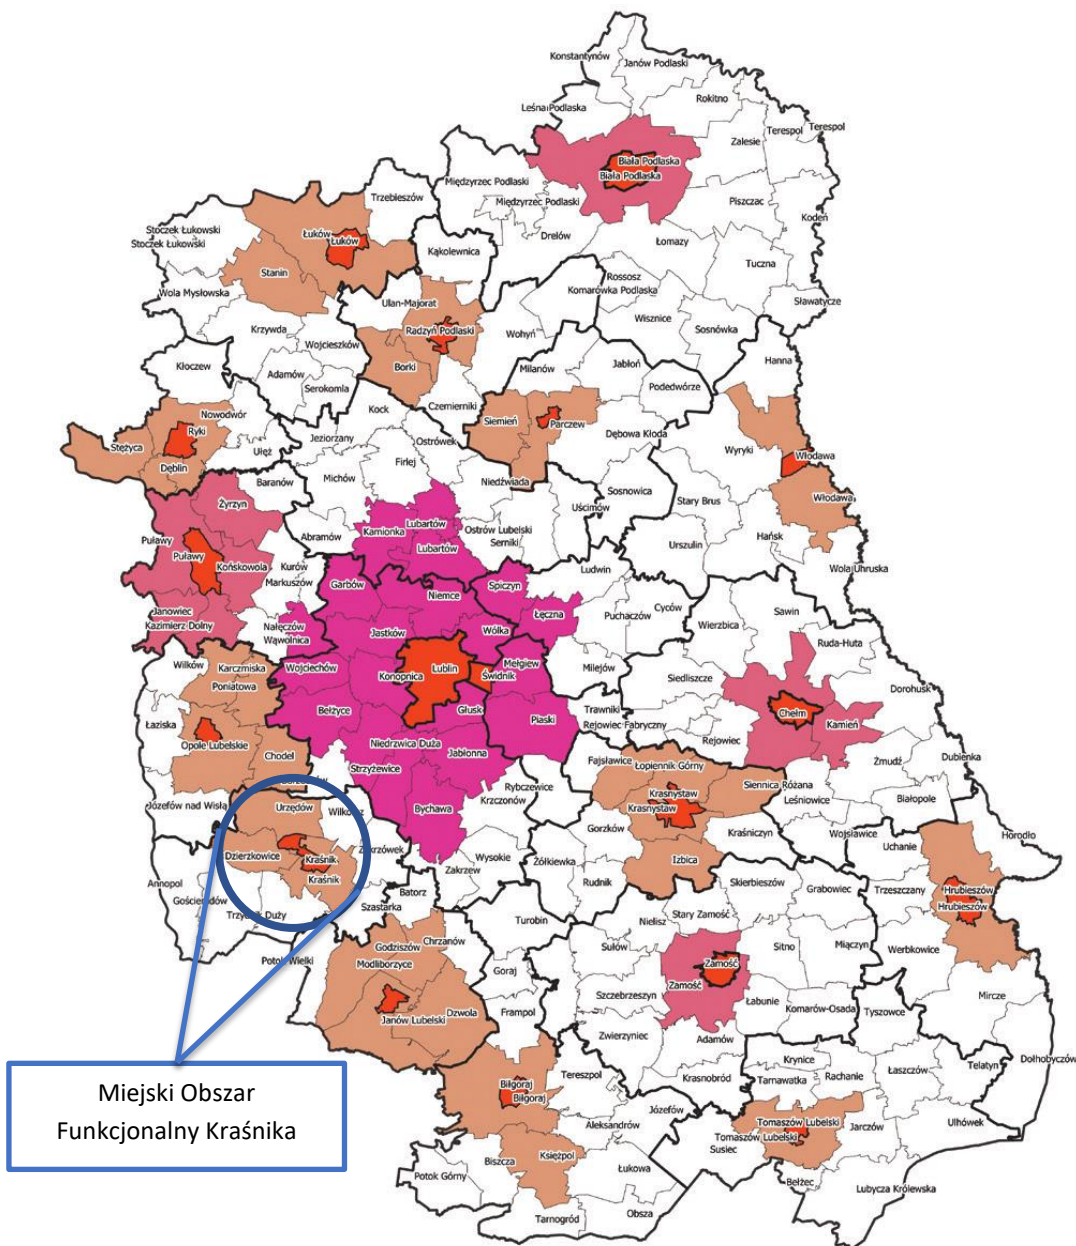 Konstantynów
Janów Podlaski
Rokitno
Leśna Podlaska
Terespol
Terespol
Zalesie
Biała Podlaska
Biała Podlaska
Międzyrzec Podlaski
Trzebieszów
Międzyrzec Podlaski
Piszczac
Kodeń
Stoczek Łukowski
Stoczek Łukowski
Łuków
Łuków
Drelów
Łomazy
Kąkolewnica
Tuczna
Stanin
Rossosz
Wola Mysłowska
Komarówka Podlaska
Sławatycze
Ulan-Majorat
Wisznice
Krzywda
Radzyń Podlaski
Wohyń
Sosnówka
Wojcieszków
Hanna
Kłoczew
Borki
Milanów
Jabłoń
Adamów
Podedwórze
Serokomla
Czemierniki
Nowodwór
Kock
Siemień
Parczew
Ryki
Jeziorzany
Ostrówek
Dębowa Kłoda
Stężyca
Ułęż
Firlej
Wyryki
Włodawa
Dęblin
Michów
Niedźwiada
Baranów
Sosnowica
Stary Brus
Żyrzyn
Uścimów
Włodawa
Kamionka
Lubartów
Ostrów Lubelski
Abramów
Serniki
Hańsk
Puławy
Lubartów
Urszulin
Puławy
Końskowola
Kurów
Ludwin
Wola Uhruska
Markuszów
Garbów
Spiczyn
Niemce
Cyców
Janowiec
Łęczna
Puchaczów
Sawin
Kazimierz Dolny
Nałęczów
Jastków
Wólka
Wierzbica
Wąwolnica
Ruda-Huta
Wilków
Karczmiska
Wojciechów
Lublin
Mełgiew
Milejów
Konopnica
Świdnik
Siedliszcze
Poniatowa
Dorohusk
Łaziska
Bełżyce
Głusk
Trawniki
Chełm
Piaski
Rejowiec Fabryczny
Kamień
Opole Lubelskie
Niedrzwica Duża
Rejowiec
Jabłonna
Chodel
Fajsławice
Żmudź
Dubienka
Strzyżewice
Łopiennik Górny
Siennica Różana
Rybczewice
Krasnystaw
Józefów nad Wisłą
Urzędów
Bychawa
Krzczonów
Leśniowice
Białopole
Krasnystaw
Gorzków
Kraśniczyn
Wojsławice
Horodło
Uchanie
Dzierzkowice
Kraśnik
Wysokie
Żółkiewka
Izbica
Kraśnik
Zakrzew
Rudnik
Annopol
Batorz
Skierbieszów
Trzeszczany
Grabowiec
Hrubieszów
Gościeradów
Szastarka
Hrubieszów
Trzydnik Duży
Turobin
Nielisz
Stary Zamość
Chrzanów
Godziszów
Sułów
Sitno
Miączyn
Werbkowice
Potok Wielki
Modliborzyce
Goraj
Zamość
Zamość
Szczebrzeszyn
Mircze
Janów Lubelski
Dzwola
Łabunie
Komarów-Osada
Tyszowce
Frampol
Zwierzyniec
Adamów
Krynice
Dołhobyczów
Telatyn
Tereszpol
Łaszczów
Biłgoraj
Biłgoraj
Krasnobród
Tarnawatka
Rachanie
Józefów
Aleksandrów
Tomaszów Lubelski
Tomaszów Lubelski
Jarczów
Ulhówek
Susiec
Księżpol
Biszcza
Łukowa
Potok Górny
Bełżec
Lubycza Królewska
Obsza
Tarnogród
Miejski Obszar
Funkcjonalny Kraśnika